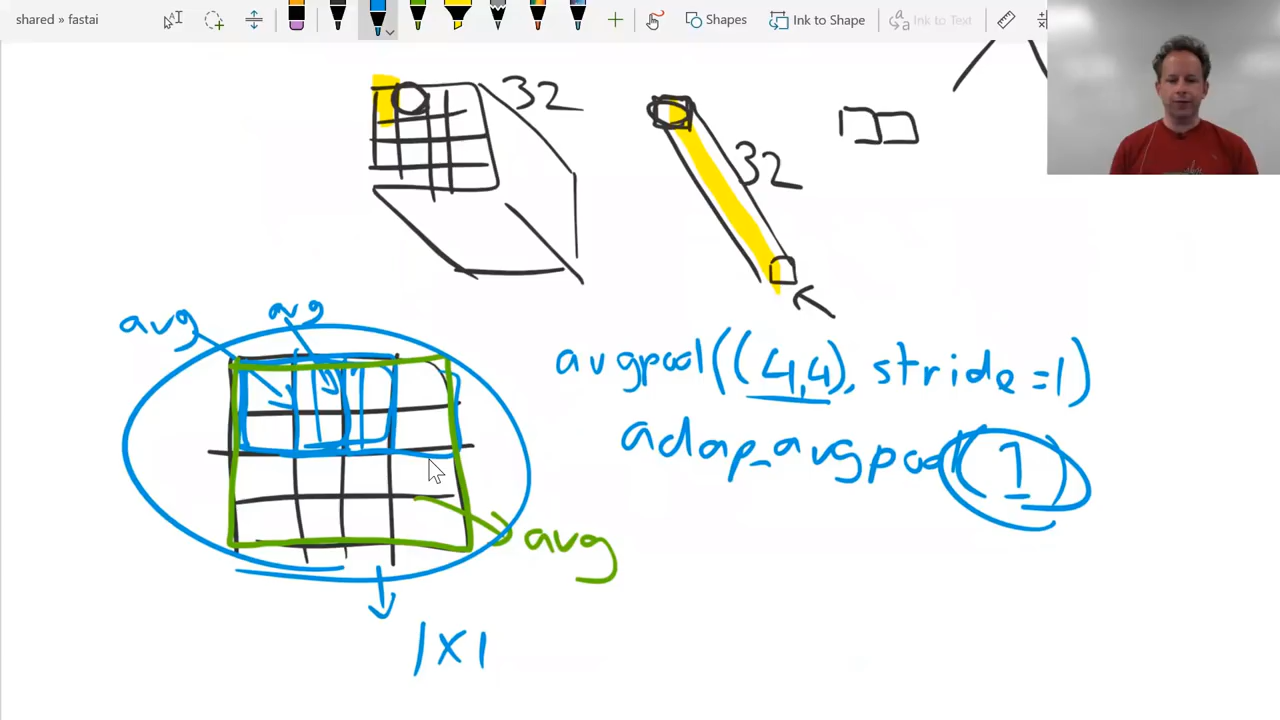 shared » fastai
Shapes
Ink to Shape
Ink to Text
32
32
avg
avg
avgpool((4,4), stride=1)
adap_avgpool(1)
avg
1X1